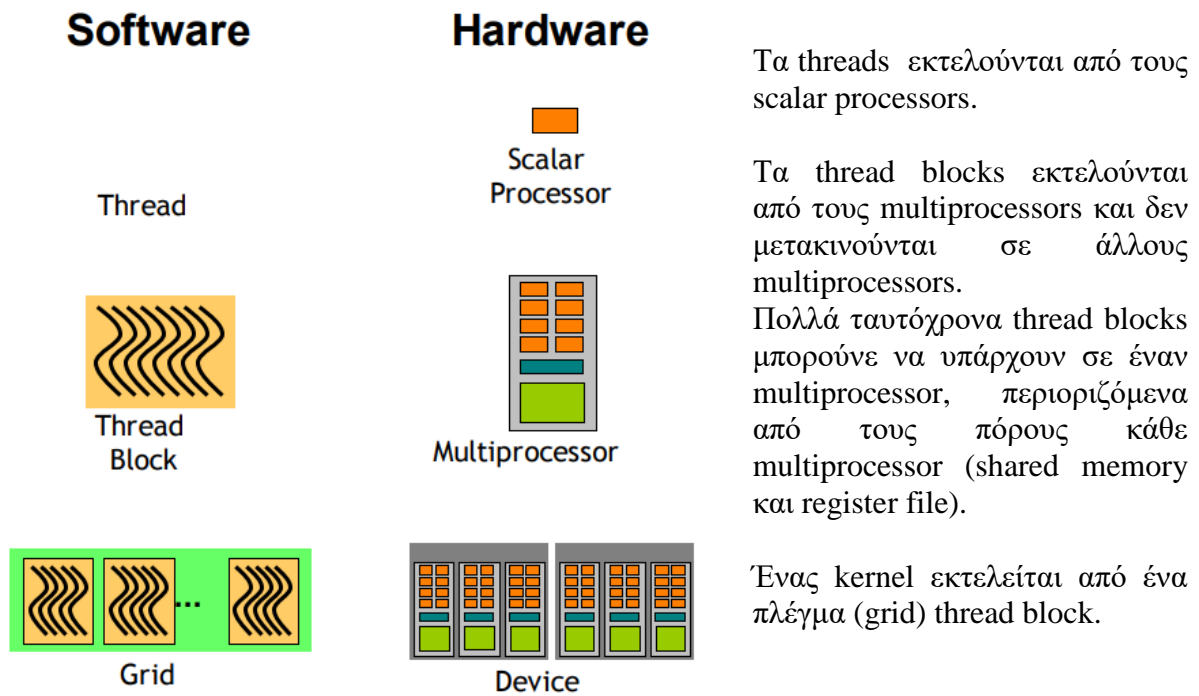 Software
Hardware
Thread
Scalar
Processor
Thread
Block
Multiprocessor
...
Grid
Device
Τα threads εκτελούνται από τους
scalar processors.
Τα thread blocks εκτελούνται
από τους multiprocessors και δεν
μετακινούνται σε άλλους
multiprocessors.
Πολλά ταυτόχρονα thread blocks
μπορούνε να υπάρχουν σε έναν
multiprocessor, περιοριζόμενα
από τους πόρους κάθε
multiprocessor (shared memory
και register file).
Ένας kernel εκτελείται από ένα
πλέγμα (grid) thread block.